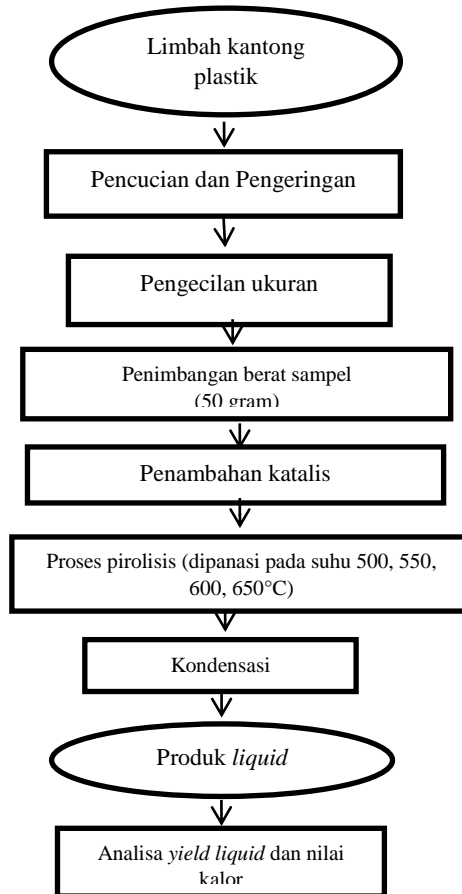 Limbah kantong
plastik
Pencucian dan Pengeringan
Pengecilan ukuran
Penimbangan berat sampel
(50 gram)
Penambahan katalis
Proses pirolisis (dipanasi pada suhu 500, 550,
600, 650°C)
Kondensasi
Produk liquid
Analisa yield liquid dan nilai
kalor